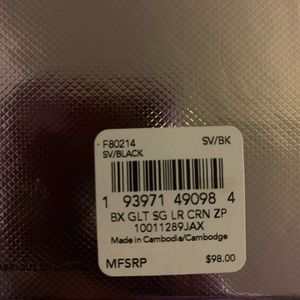 F80214 SV/BK
SV/BLACK
1 93971 49098 4
BX GLT SG LR CRN ZP
10011289JAX
Made in Cambodia/Cambodge
MFSRP $98.00